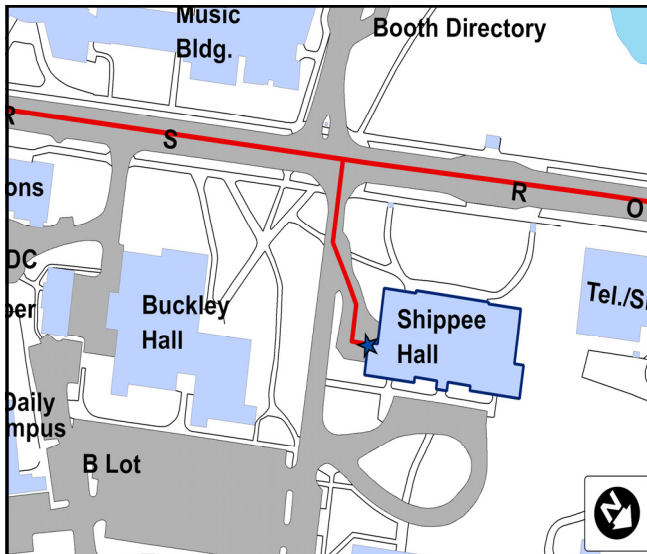 Music
Bldg.
Booth Directory
R
S
R
O
ons
DC
per
Buckley
Hall
Shippee
Hall
Tel./S
Daily
mpus
B Lot
N